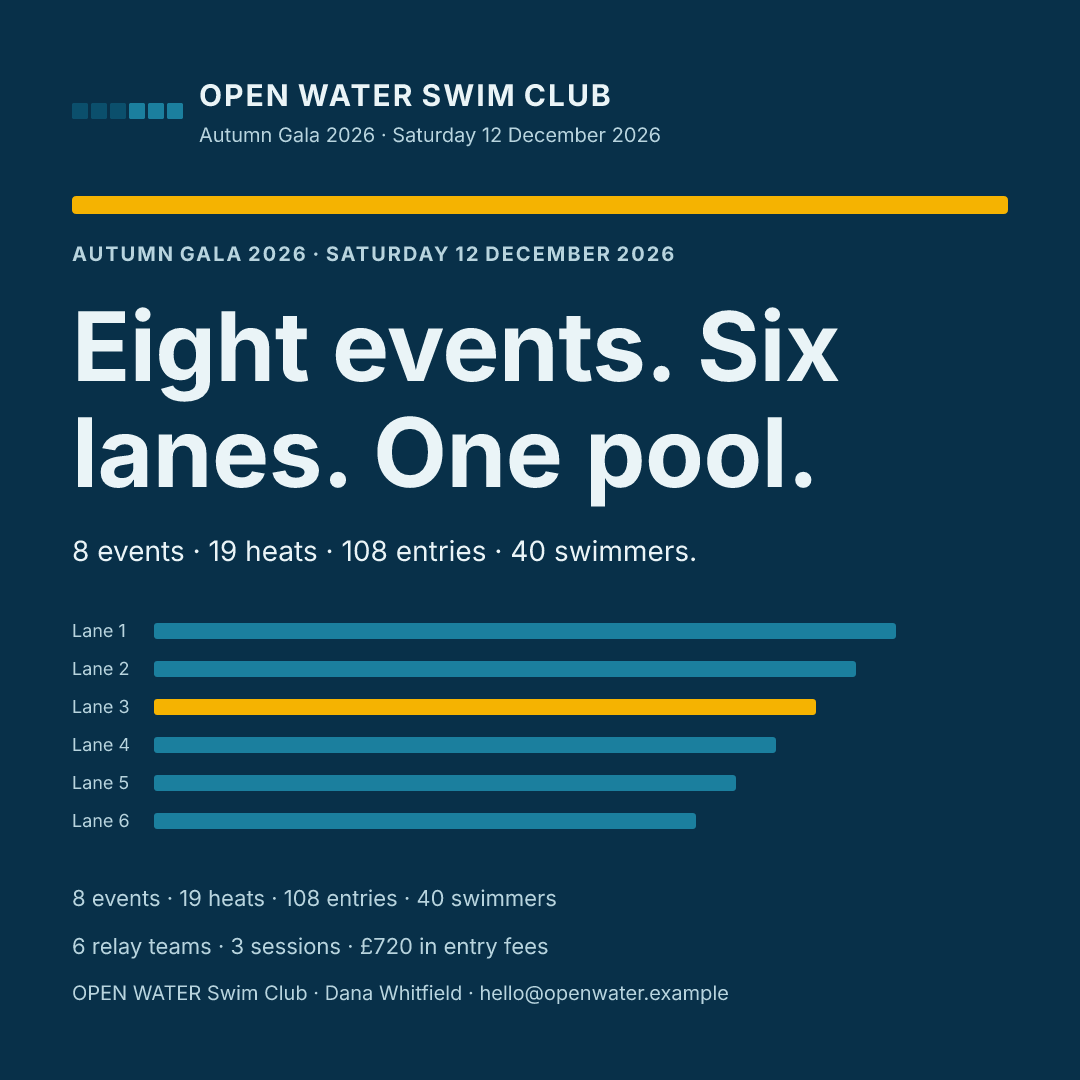 OPEN WATER SWIM CLUB
Autumn Gala 2026 · Saturday 12 December 2026
AUTUMN GALA 2026 · SATURDAY 12 DECEMBER 2026
Eight events. Six
lanes. One pool.
8 events · 19 heats · 108 entries · 40 swimmers.
Lane 1
Lane 2
Lane 3
Lane 4
Lane 5
Lane 6
8 events · 19 heats · 108 entries · 40 swimmers
6 relay teams · 3 sessions · £720 in entry fees
OPEN WATER Swim Club · Dana Whitfield · hello@openwater.example